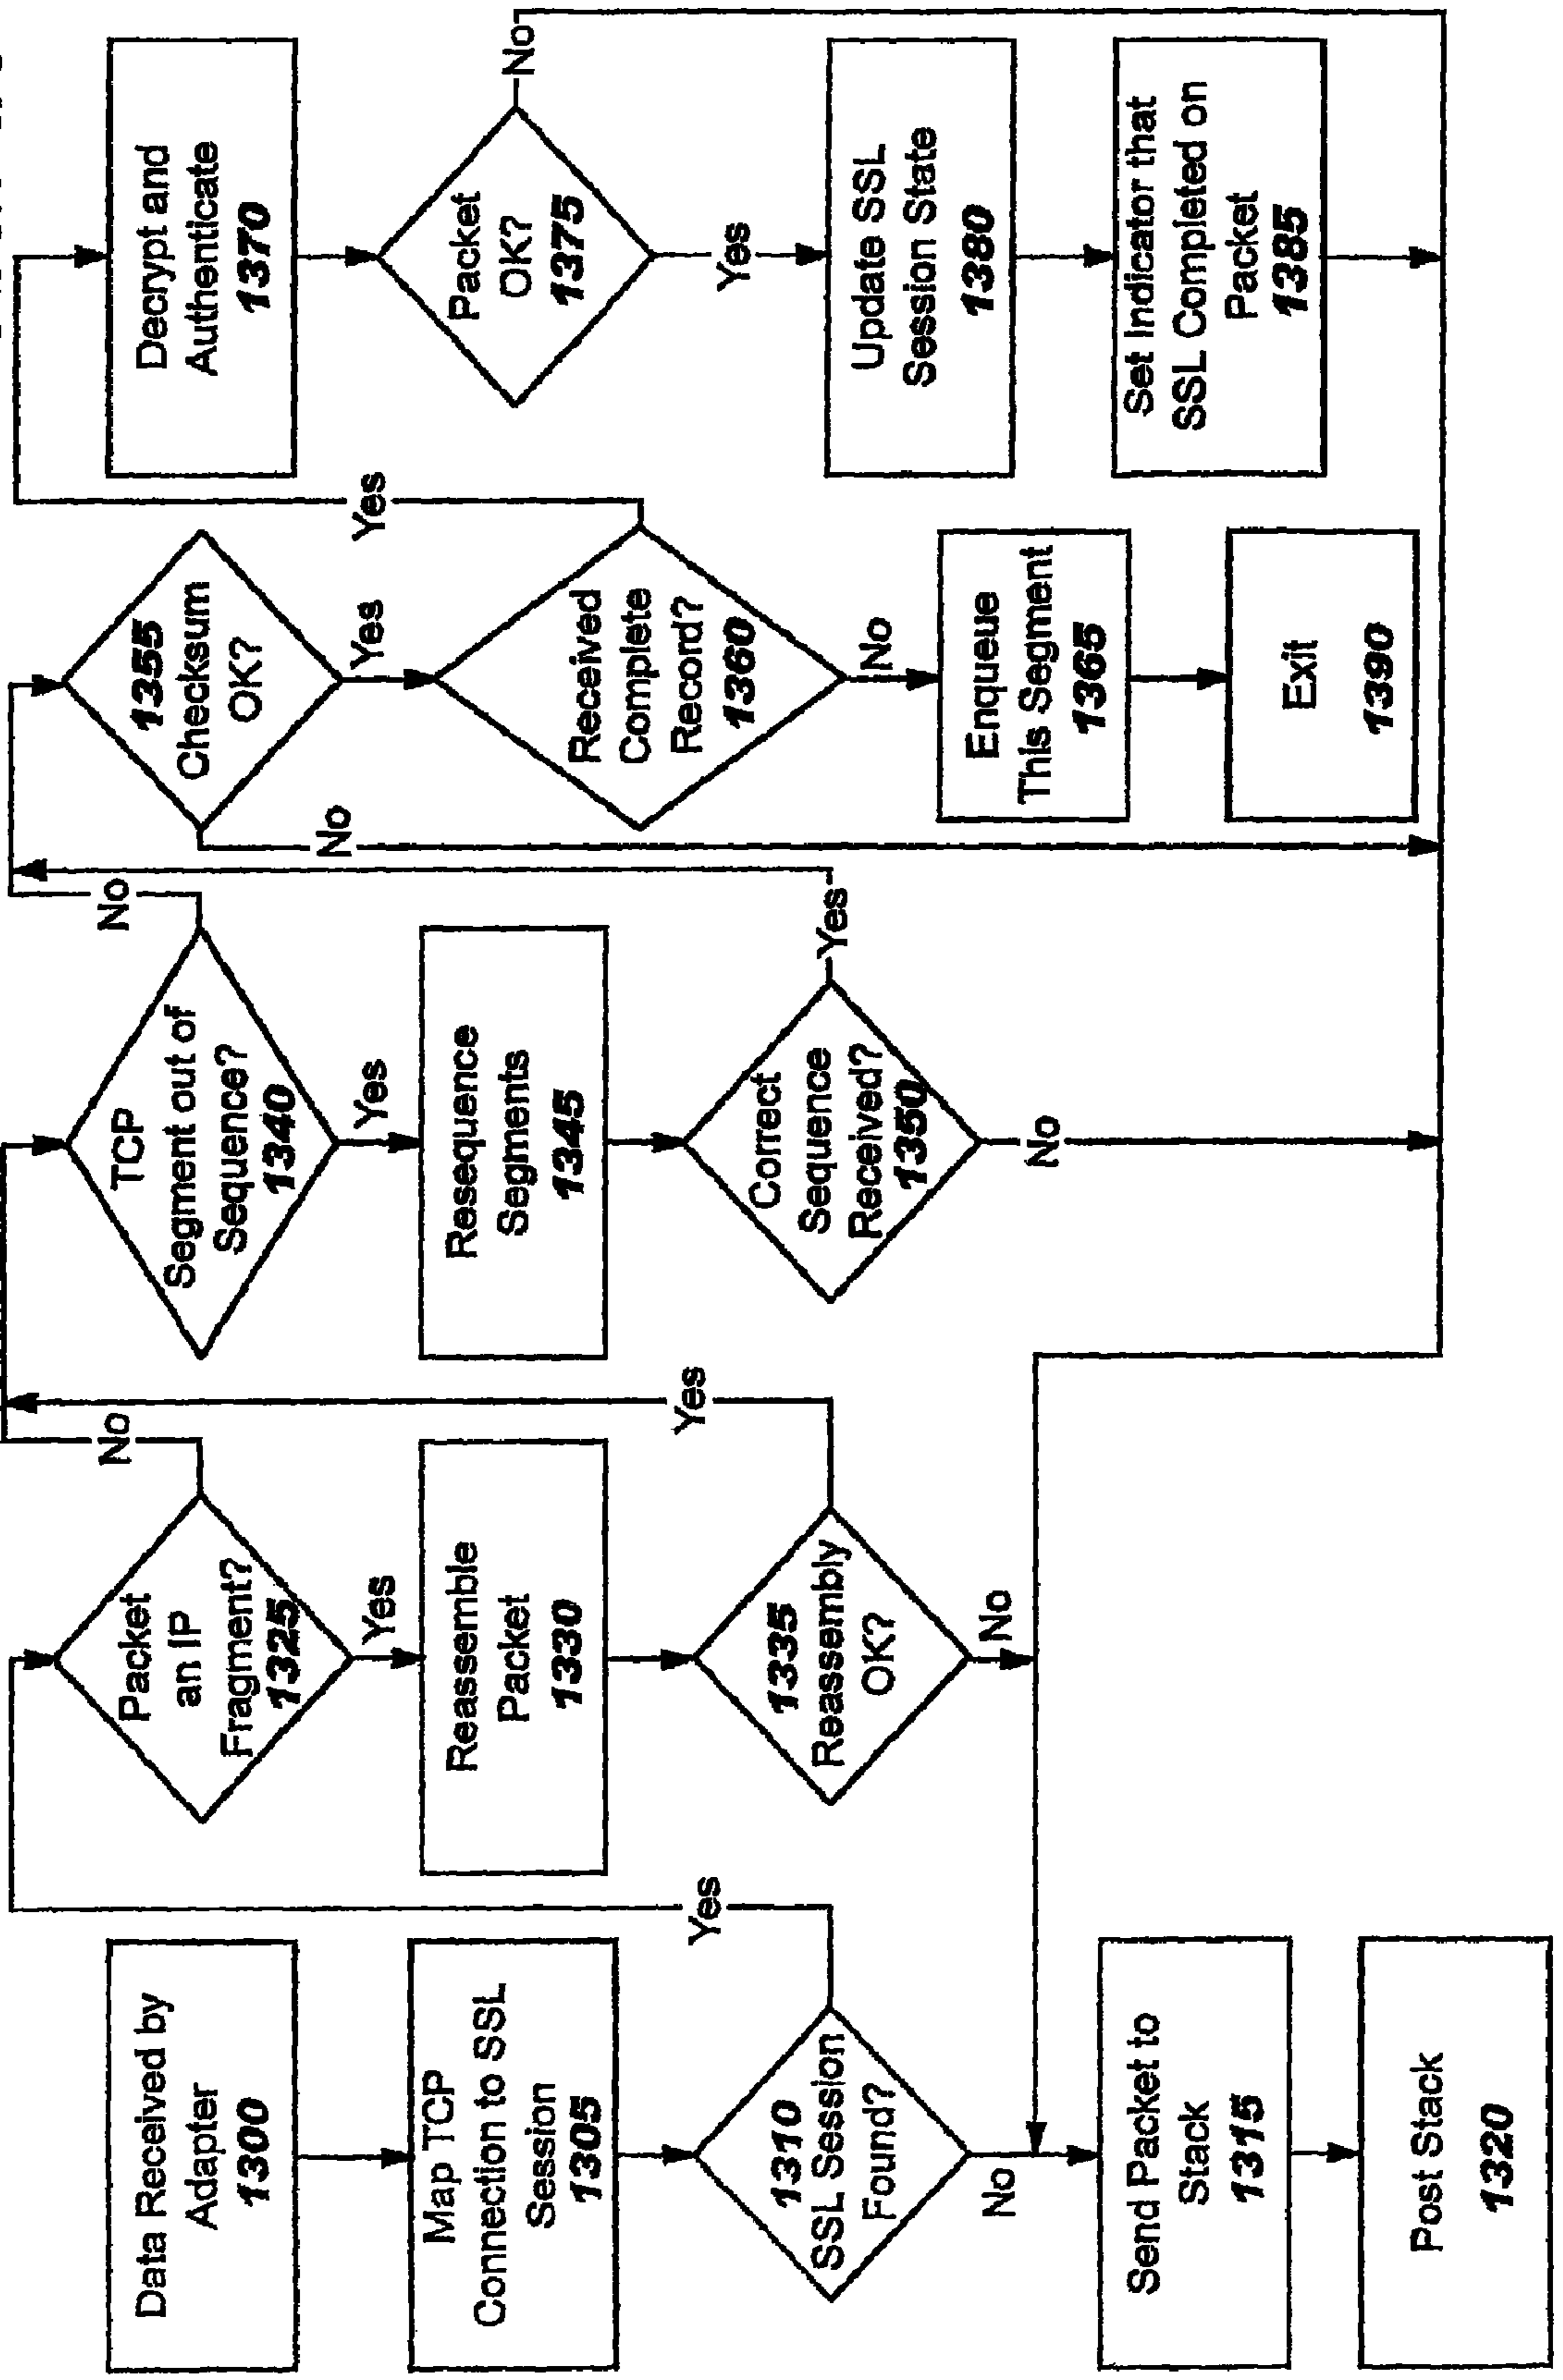 Data Received by
Adapter
1300
Map TCP
Connection to SSL
Session
1305
1310
SSL Session
Found?
Yes
No
Send Packet to
Stack
1315
Post Stack
1320
Packet
an IP
Fragment?
1325
No
Yes
Reassemble
Packet
1330
1335
Reassembly
OK?
Yes
No
TCP
Segment out of
Sequence?
1340
No
Yes
Resequence
Segments
1345
Correct
Sequence
Received?
1350
Yes
No
1355
Checksum
OK?
No
Yes
Received
Complete
Record?
1360
Yes
No
Enqueue
This Segment
1365
Exit
1390
Decrypt and
Authenticate
1370
Packet
OK?
1375
No
Yes
Update SSL
Session State
1380
Set Indicator that
SSL Completed on
Packet
1385